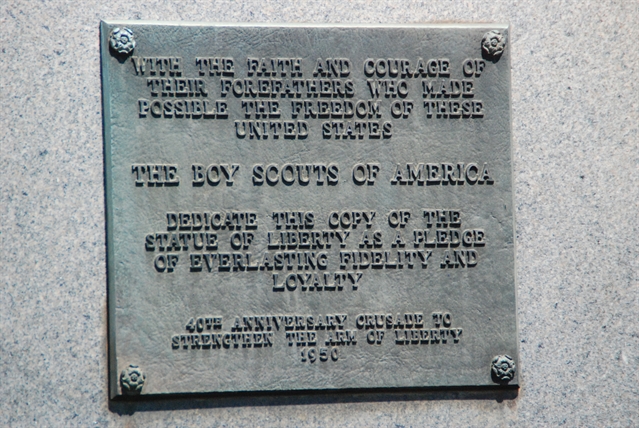 WITH THE FAITH AND COURAGE OF
THEIR FOREFATHERS WHO MADE
POSSIBLE THE FREEDOM OF THESE
UNITED STATES
THE BOY SCOUTS OF AMERICA
DEDICATE THIS COPY OF THE
STATUE OF LIBERTY AS A PLEDGE
OF EVERLASTING FIDELITY AND
LOYALTY
40TH ANNIVERSARY CRUSADE TO
STRENGTHEN THE ARM OF LIBERTY
1950